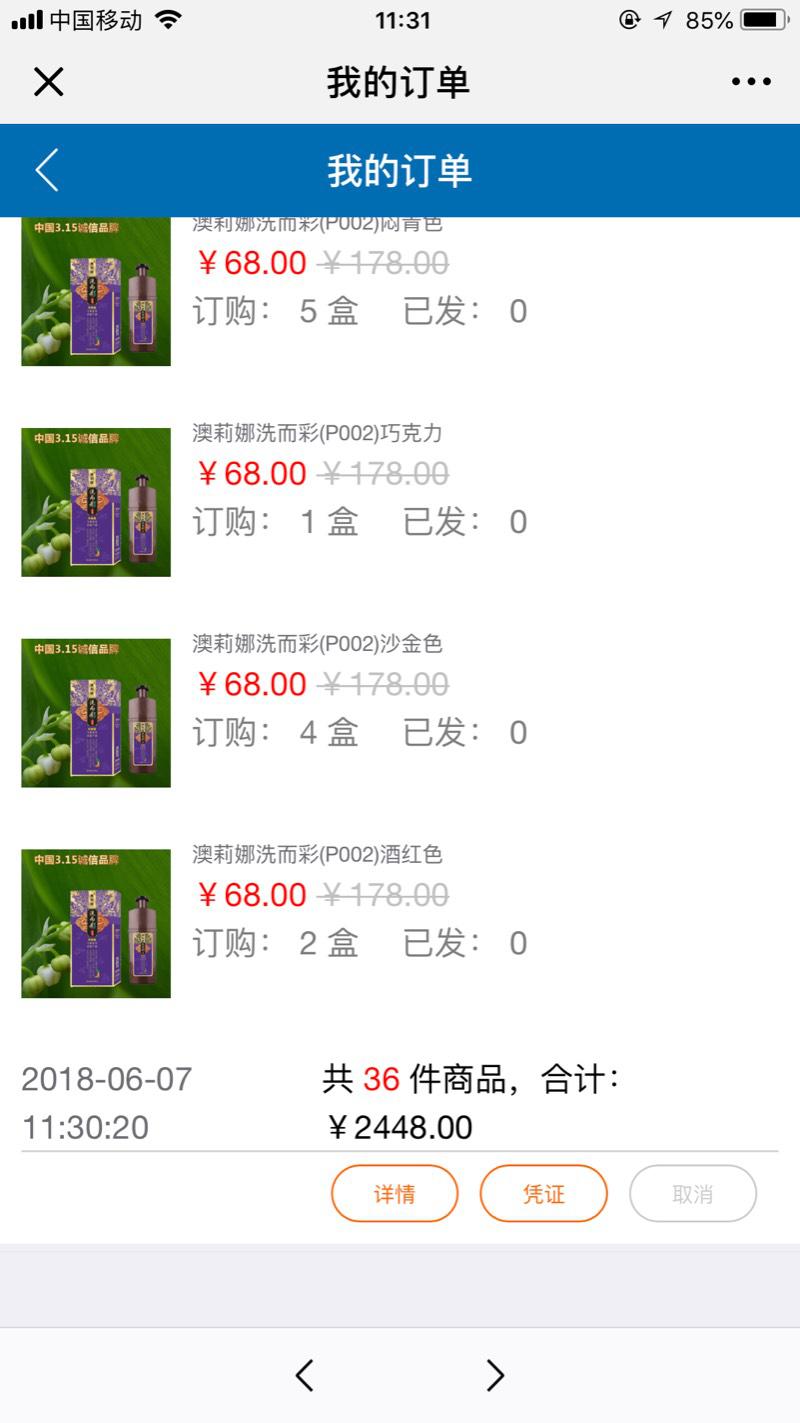 中国移动 11:31 85%
我的订单
我的订单
中国3.15诚信品牌
澳莉娜洗而彩(P002)闷青色
¥68.00 ¥178.00
订购： 5 盒 已发： 0
中国3.15诚信品牌
澳莉娜洗而彩(P002)巧克力
¥68.00 ¥178.00
订购： 1 盒 已发： 0
中国3.15诚信品牌
澳莉娜洗而彩(P002)沙金色
¥68.00 ¥178.00
订购： 4 盒 已发： 0
中国3.15诚信品牌
澳莉娜洗而彩(P002)酒红色
¥68.00 ¥178.00
订购： 2 盒 已发： 0
2018-06-07
11:30:20
共 36 件商品，合计：
¥2448.00
详情 凭证 取消